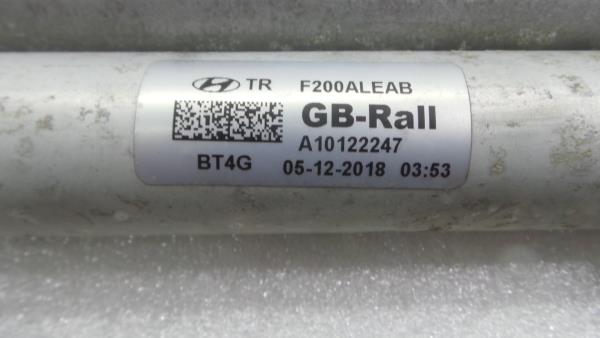 TR F200ALEAB
GB-Rall
A10122247
BT4G 05-12-2018 03:53